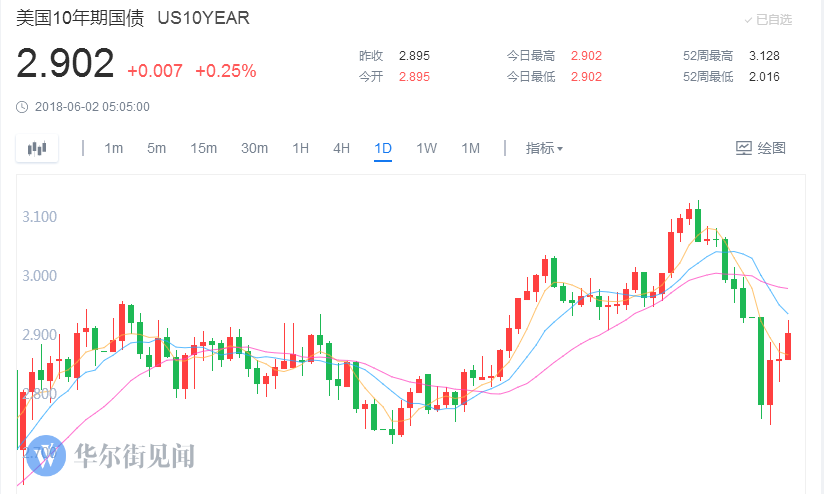 美国10年期国债 US10YEAR
✓已自选
2.902 +0.007 +0.25%
昨收 2.895 今日最高 2.902 52周最高 3.128
今开 2.895 今日最低 2.902 52周最低 2.016
2018-06-02 05:05:00
1m 5m 15m 30m 1H 4H 1D 1W 1M 指标 绘图
3.100
3.000
2.900
2.800
2.700
华尔街见闻